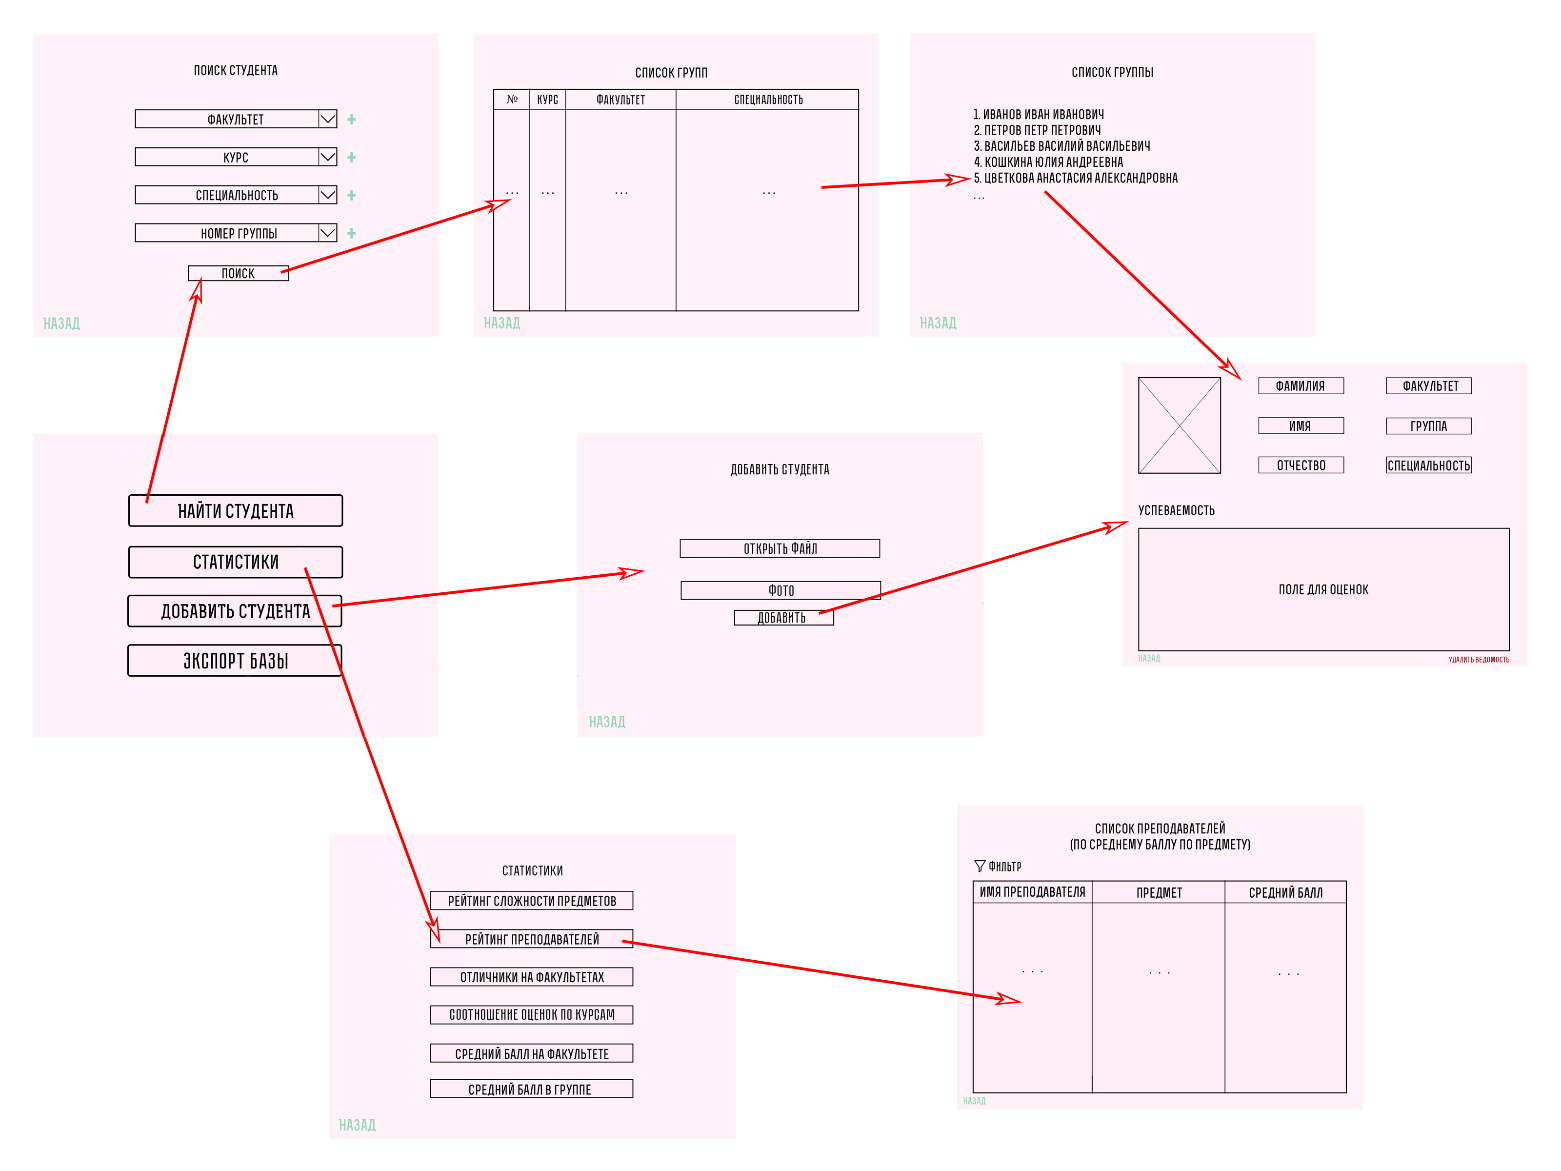 ПОИСК СТУДЕНТА
ФАКУЛЬТЕТ
+
КУРС
+
СПЕЦИАЛЬНОСТЬ
+
НОМЕР ГРУППЫ
+
ПОИСК
НАЗАД
СПИСОК ГРУПП
№ КУРС ФАКУЛЬТЕТ СПЕЦИАЛЬНОСТЬ
... ... ... ...
НАЗАД
СПИСОК ГРУППЫ
1. ИВАНОВ ИВАН ИВАНОВИЧ
2. ПЕТРОВ ПЕТР ПЕТРОВИЧ
3. ВАСИЛЬЕВ ВАСИЛИЙ ВАСИЛЬЕВИЧ
4. КОШКИНА ЮЛИЯ АНДРЕЕВНА
5. ЦВЕТКОВА АНАСТАСИЯ АЛЕКСАНДРОВНА
...
НАЗАД
НАЙТИ СТУДЕНТА
СТАТИСТИКИ
ДОБАВИТЬ СТУДЕНТА
ЭКСПОРТ БАЗЫ
ДОБАВИТЬ СТУДЕНТА
ОТКРЫТЬ ФАЙЛ
ФОТО
ДОБАВИТЬ
НАЗАД
ФАМИЛИЯ ФАКУЛЬТЕТ
ИМЯ ГРУППА
ОТЧЕСТВО СПЕЦИАЛЬНОСТЬ
УСПЕВАЕМОСТЬ
ПОЛЕ ДЛЯ ОЦЕНОК
НАЗАД УДАЛИТЬ ВЕДОМОСТЬ
СТАТИСТИКИ
РЕЙТИНГ СЛОЖНОСТИ ПРЕДМЕТОВ
РЕЙТИНГ ПРЕПОДАВАТЕЛЕЙ
ОТЛИЧНИКИ НА ФАКУЛЬТЕТАХ
СООТНОШЕНИЕ ОЦЕНОК ПО КУРСАМ
СРЕДНИЙ БАЛЛ НА ФАКУЛЬТЕТЕ
СРЕДНИЙ БАЛЛ В ГРУППЕ
НАЗАД
СПИСОК ПРЕПОДАВАТЕЛЕЙ
(ПО СРЕДНЕМУ БАЛЛУ ПО ПРЕДМЕТУ)
ФИЛЬТР
ИМЯ ПРЕПОДАВАТЕЛЯ ПРЕДМЕТ СРЕДНИЙ БАЛЛ
... ... ...
НАЗАД